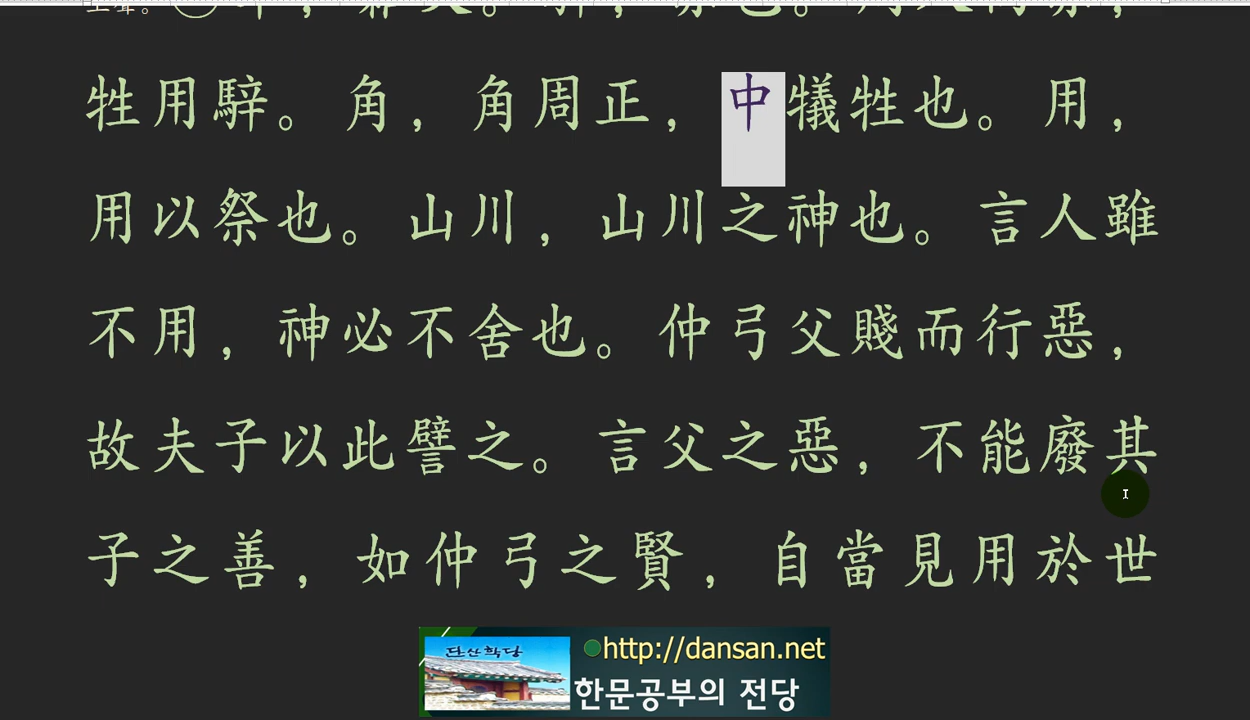 牲用騂。角，角周正，中犧牲也。用，
用以祭也。山川，山川之神也。言人雖
不用，神必不舍也。仲弓父賤而行惡，
故夫子以此譬之。言父之惡，不能廢其
子之善，如仲弓之賢，自當見用於世
단산학당
http://dansan.net
한문공부의 전당